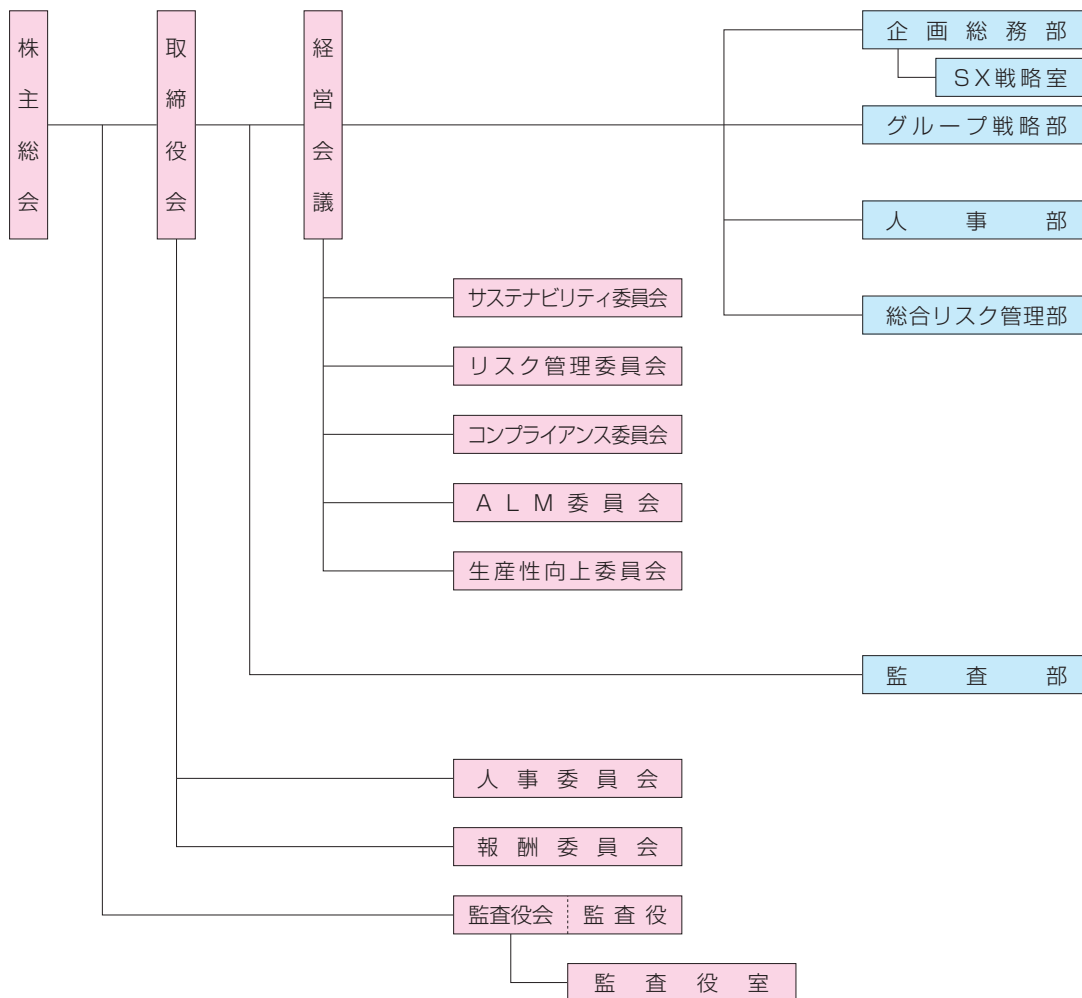 株主総会
取締役会
経営会議
企画総務部
SX戦略室
グループ戦略部
人事部
総合リスク管理部
サステナビリティ委員会
リスク管理委員会
コンプライアンス委員会
ALM委員会
生産性向上委員会
監査部
人事委員会
報酬委員会
監査役会 監査役
監査役室